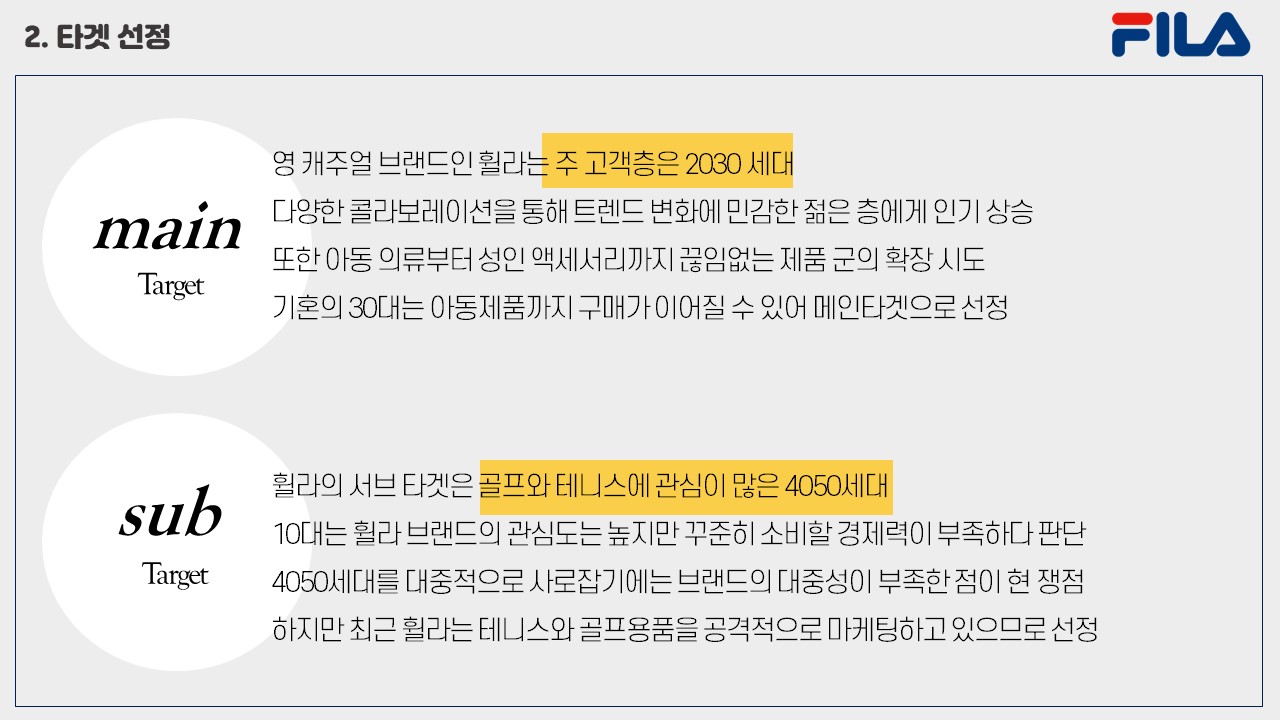 2. 타겟 선정
FILA
main
Target
영 캐주얼 브랜드인 휠라는 주 고객층은 2030 세대
다양한 콜라보레이션을 통해 트렌드 변화에 민감한 젊은 층에게 인기 상승
또한 아동 의류부터 성인 액세서리까지 끊임없는 제품 군의 확장 시도
기혼의 30대는 아동제품까지 구매가 이어질 수 있어 메인타겟으로 선정
sub
Target
휠라의 서브 타겟은 골프와 테니스에 관심이 많은 4050세대
10대는 휠라 브랜드의 관심도는 높지만 꾸준히 소비할 경제력이 부족하다 판단
4050세대를 대중적으로 사로잡기에는 브랜드의 대중성이 부족한 점이 현 쟁점
하지만 최근 휠라는 테니스와 골프용품을 공격적으로 마케팅하고 있으므로 선정